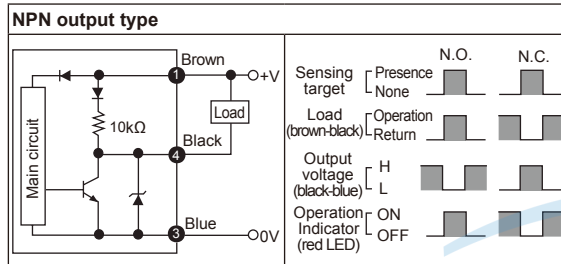 NPN output type
Main circuit
10kΩ
1
Brown
+V
Load
4
Black
3
Blue
0V
N.O.
N.C.
Sensing
target
Presence
None
Load
(brown-black)
Operation
Return
Output
voltage
(black-blue)
H
L
Operation
Indicator
(red LED)
ON
OFF